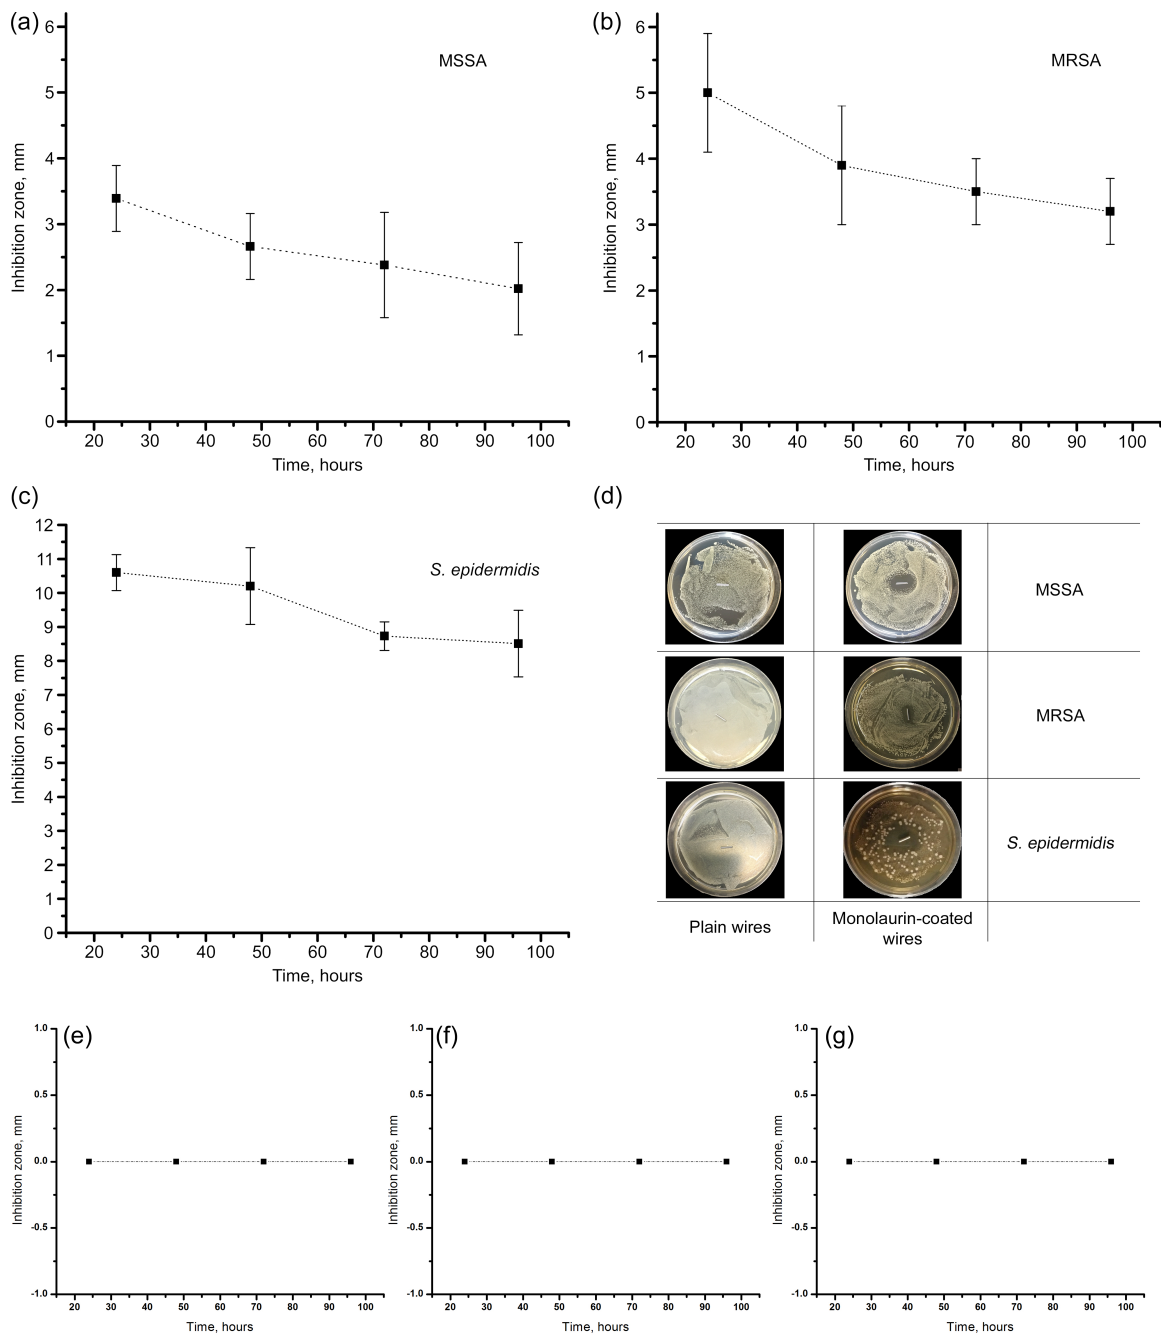 (a)
6
5
4
3
2
1
0
Inhibition zone, mm
MSSA
20 30 40 50 60 70 80 90 100
Time, hours
(b)
6
5
4
3
2
1
0
Inhibition zone, mm
MRSA
20 30 40 50 60 70 80 90 100
Time, hours
(c)
12
11
10
9
8
7
6
5
4
3
2
1
0
Inhibition zone, mm
S. epidermidis
20 30 40 50 60 70 80 90 100
Time, hours
(d)
MSSA
MRSA
S. epidermidis
Plain wires
Monolaurin-coated
wires
(e)
1.0
0.5
0.0
-0.5
-1.0
Inhibition zone, mm
20 30 40 50 60 70 80 90 100
Time, hours
(f)
1.0
0.5
0.0
-0.5
-1.0
Inhibition zone, mm
20 30 40 50 60 70 80 90 100
Time, hours
(g)
1.0
0.5
0.0
-0.5
-1.0
Inhibition zone, mm
20 30 40 50 60 70 80 90 100
Time, hours